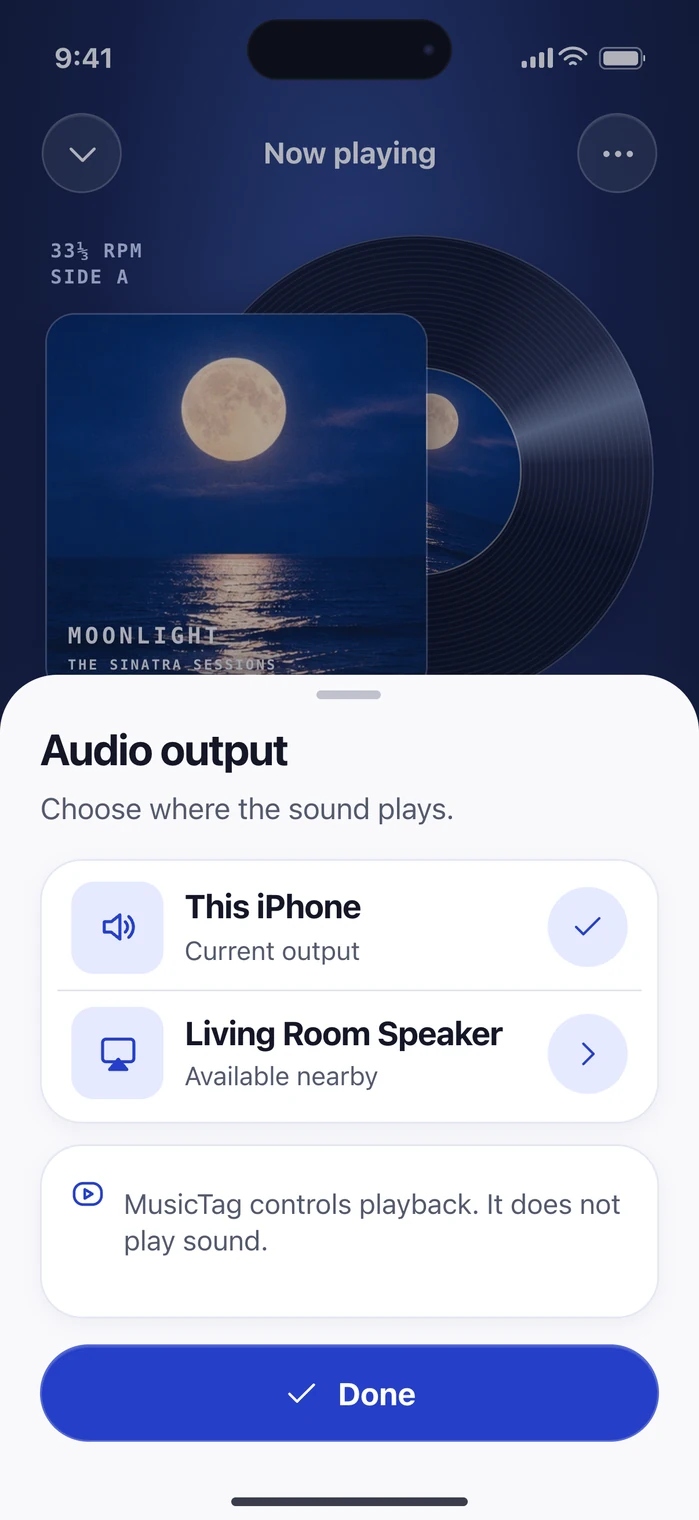 9:41
Now playing
33⅓ RPM
SIDE A
MOONLIGHT
THE SINATRA SESSIONS
Audio output
Choose where the sound plays.
This iPhone
Current output
Living Room Speaker
Available nearby
MusicTag controls playback. It does not
play sound.
Done